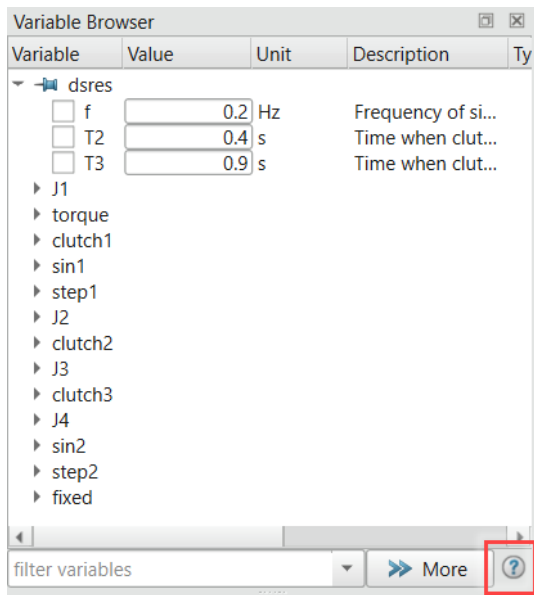 Variable Browser
Variable Value Unit Description Ty
dsres
f 0.2 Hz Frequency of si...
T2 0.4 s Time when clut...
T3 0.9 s Time when clut...
J1
torque
clutch1
sin1
step1
J2
clutch2
J3
clutch3
J4
sin2
step2
fixed
filter variables More ?